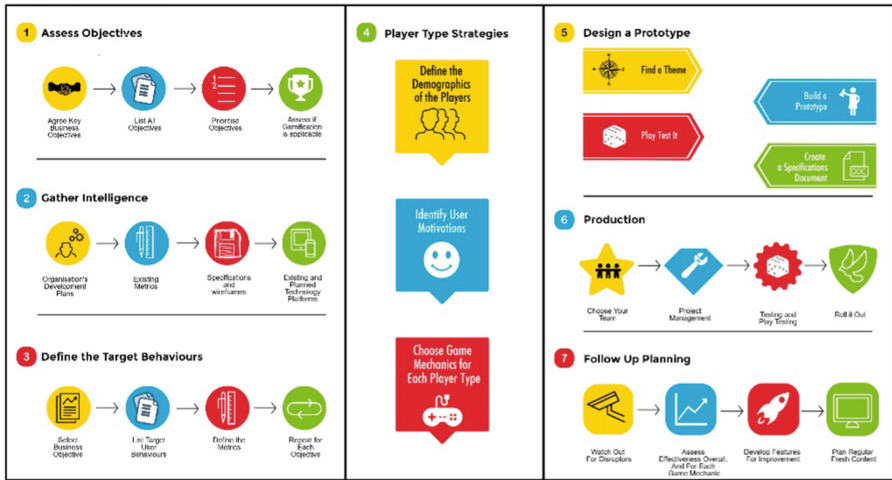 1 Assess Objectives
Agree Key
Business
Objectives
List All
Objectives
1
2
Prioritise
Objectives
Assess if
Gamification
is applicable
2 Gather Intelligence
Organisation's
Development
Plans
Existing
Metrics
Specifications
and
wireframes
Existing and
Planned
Technology
Platforms
3 Define the Target Behaviours
Select
Business
Objective
List Target
User
Behaviours
Define the
Metrics
Repeat for
Each
Objective
4 Player Type Strategies
Define the
Demographics
of the Players
Identify User
Motivations
Choose Game
Mechanics for
Each Player Type
5 Design a Prototype
Find a Theme
Build a
Prototype
Play Test It
Create
a Specifications
Document
DOC
6 Production
Choose Your
Team
Project
Management
Testing and
Play Testing
Roll it Out
7 Follow Up Planning
Watch Out
For Disruptors
Assess
Effectiveness Overall,
And For Each
Game Mechanic
Develop Features
For Improvement
Plan Regular
Fresh Content